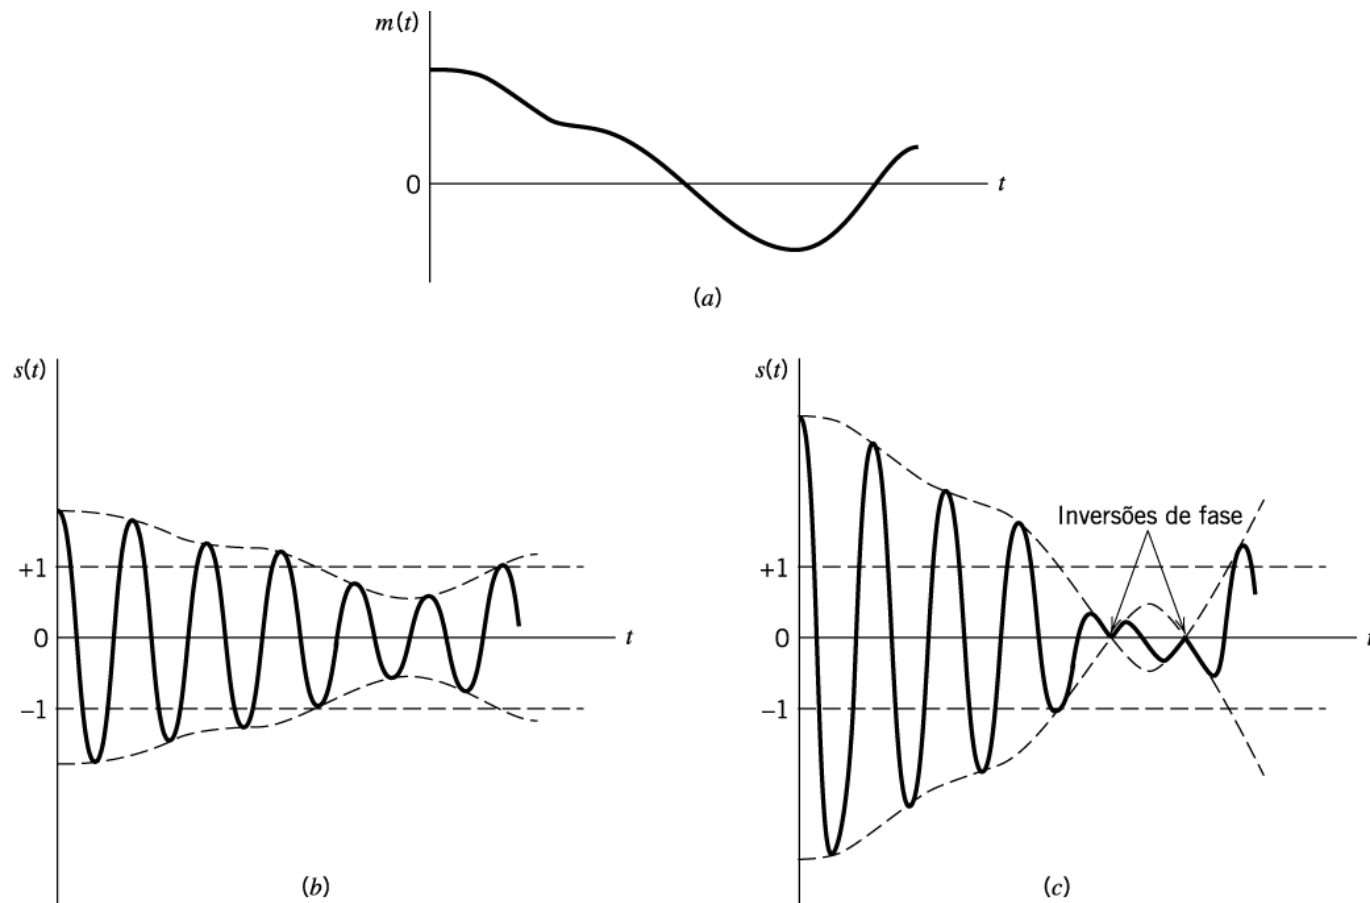 m(t)
0
t
(a)
s(t)
+1
0
t
–1
(b)
s(t)
Inversões de fase
+1
0
t
–1
(c)